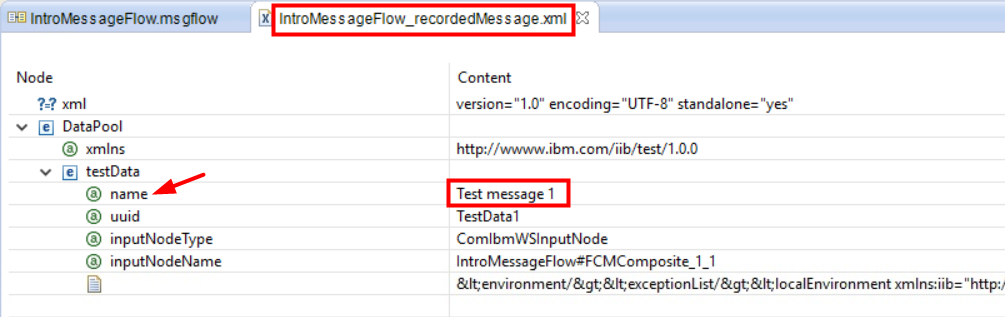 IntroMessageFlow.msgflow IntroMessageFlow_recordedMessage.xml
Node Content
?=? xml version="1.0" encoding="UTF-8" standalone="yes"
e DataPool
a xmlns http://wwww.ibm.com/iib/test/1.0.0
e testData
a name Test message 1
a uuid TestData1
a inputNodeType ComIbmWSInputNode
a inputNodeName IntroMessageFlow#FCMComposite_1_1
&lt;environment/&gt;&lt;exceptionList/&gt;&lt;localEnvironment xmlns:iib="http:/